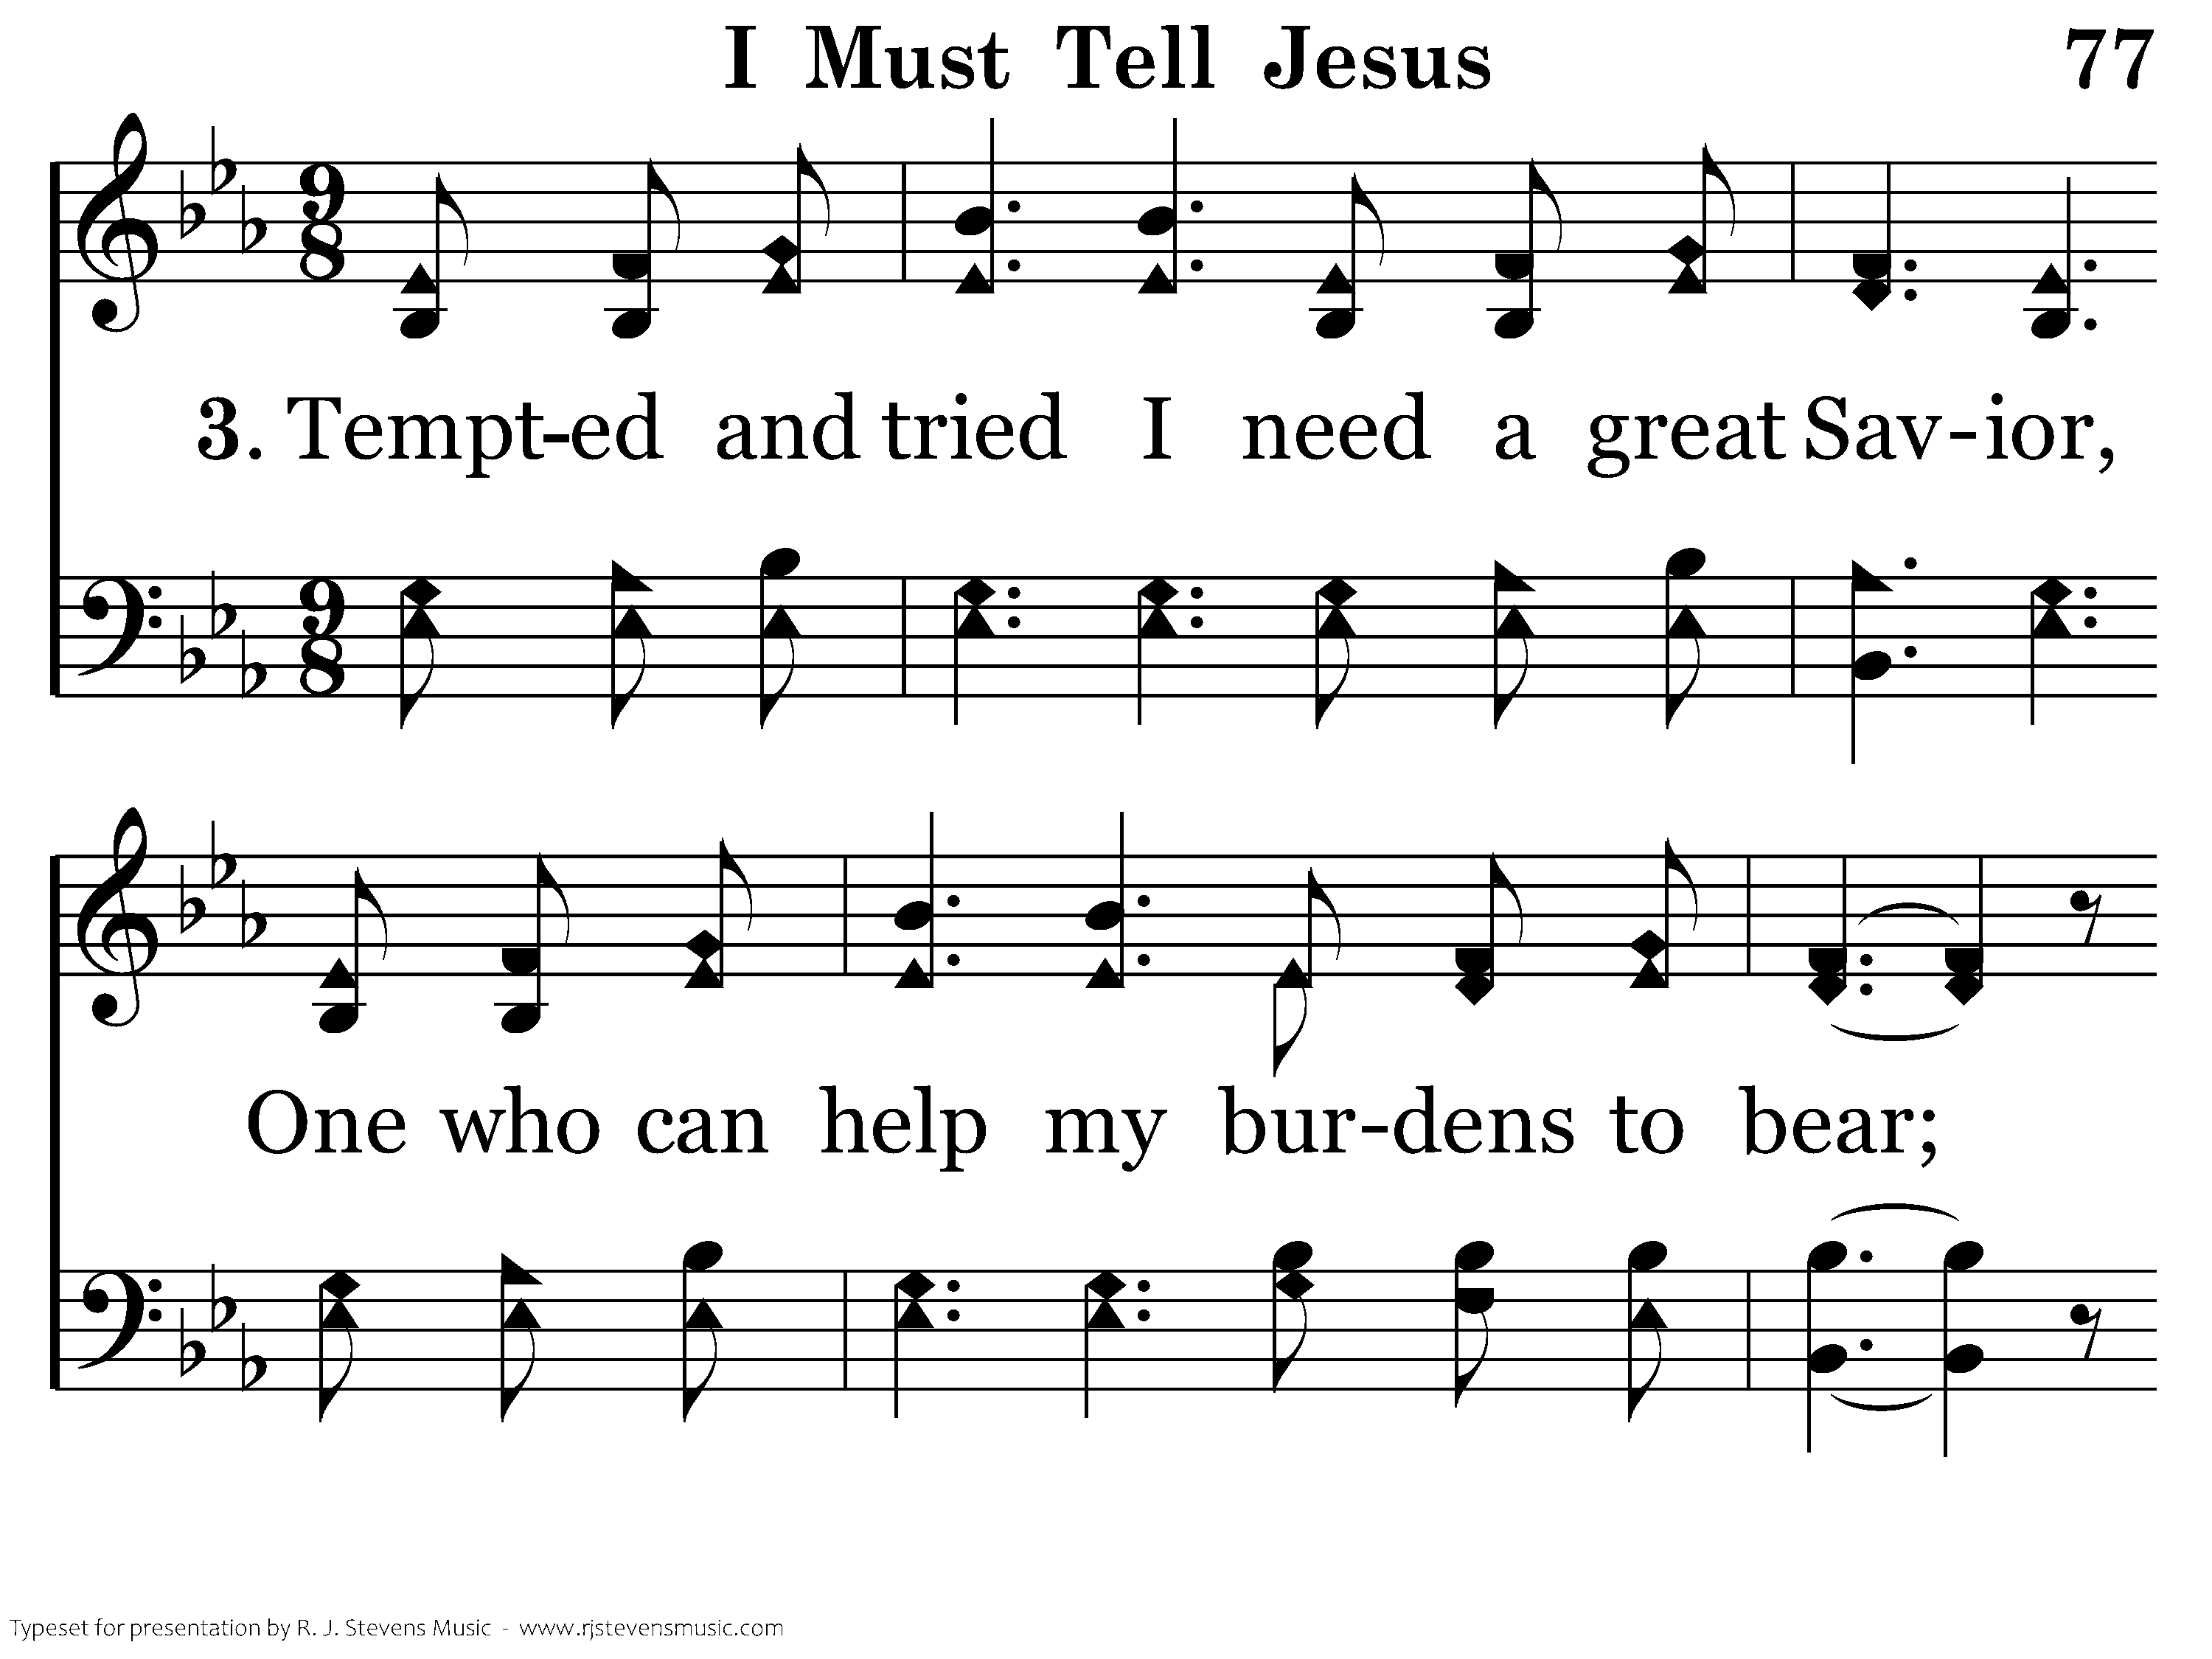 I Must Tell Jesus 77
3. Tempt-ed and tried I need a great Sav-ior,
One who can help my bur-dens to bear;
Typeset for presentation by R. J. Stevens Music - www.rjstevensmusic.com